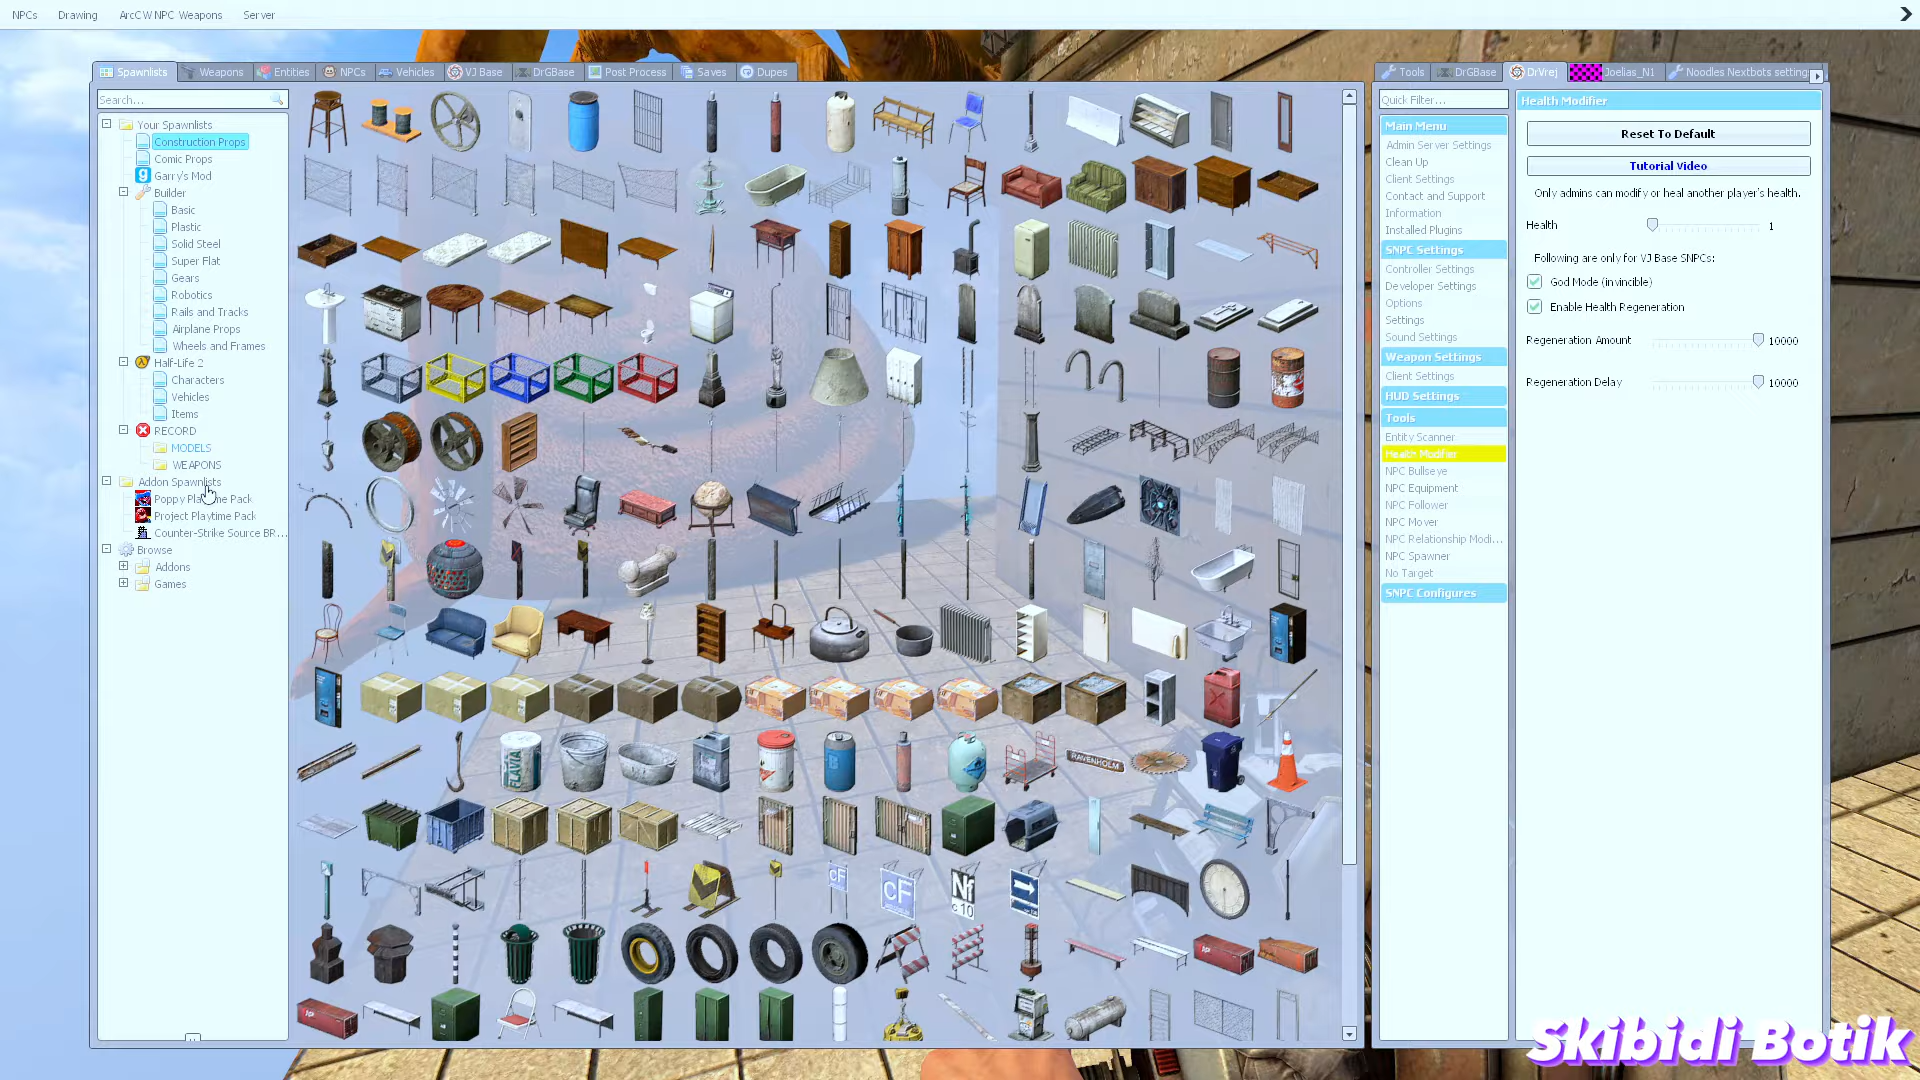 NPCs Drawing ArcCW NPC Weapons Server
Spawnlists Weapons Entities NPCs Vehicles VJ Base DrGBase Post Process Saves Dupes
Tools DrGBase DrVrej Joelias_N1 Noodles Nextbots setting
Search...
Your Spawnlists
Construction Props
Comic Props
Garry's Mod
Builder
Basic
Plastic
Solid Steel
Super Flat
Gears
Robotics
Rails and Tracks
Airplane Props
Wheels and Frames
Half-Life 2
Characters
Vehicles
Items
RECORD
MODELS
WEAPONS
Addon Spawnlists
Poppy Playtime Pack
Project Playtime Pack
Counter-Strike Source BR...
Browse
Addons
Games
RAVENHOLM
cF
cF
Nf
c 10
Quick Filter...
Main Menu
Admin Server Settings
Clean Up
Client Settings
Contact and Support
Information
Installed Plugins
SNPC Settings
Controller Settings
Developer Settings
Options
Settings
Sound Settings
Weapon Settings
Client Settings
HUD Settings
Tools
Entity Scanner
Health Modifier
NPC Bullseye
NPC Equipment
NPC Follower
NPC Mover
NPC Relationship Modi...
NPC Spawner
No Target
SNPC Configures
Health Modifier
Reset To Default
Tutorial Video
Only admins can modify or heal another player's health.
Health 1
Following are only for VJ Base SNPCs:
God Mode (invincible)
Enable Health Regeneration
Regeneration Amount 10000
Regeneration Delay 10000
Skibidi Botik